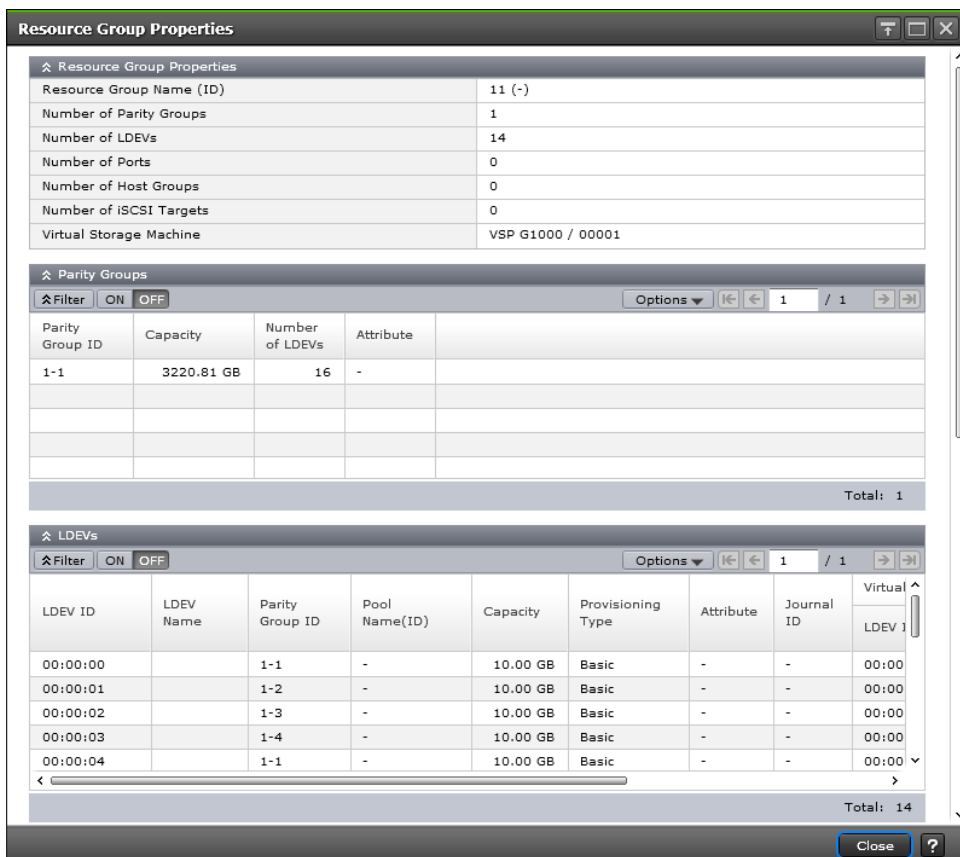 Resource Group Properties
Resource Group Properties
Resource Group Name (ID) 11 (-)
Number of Parity Groups 1
Number of LDEVs 14
Number of Ports 0
Number of Host Groups 0
Number of iSCSI Targets 0
Virtual Storage Machine VSP G1000 / 00001
Parity Groups
Filter ON OFF Options 1 / 1
Parity Group ID Capacity Number of LDEVs Attribute
1-1 3220.81 GB 16 -
Total: 1
LDEVs
Filter ON OFF Options 1 / 1
LDEV ID LDEV Name Parity Group ID Pool Name(ID) Capacity Provisioning Type Attribute Journal ID Virtual
LDEV I
00:00:00 1-1 - 10.00 GB Basic - - 00:00
00:00:01 1-2 - 10.00 GB Basic - - 00:00
00:00:02 1-3 - 10.00 GB Basic - - 00:00
00:00:03 1-4 - 10.00 GB Basic - - 00:00
00:00:04 1-1 - 10.00 GB Basic - - 00:00
Total: 14
Close ?